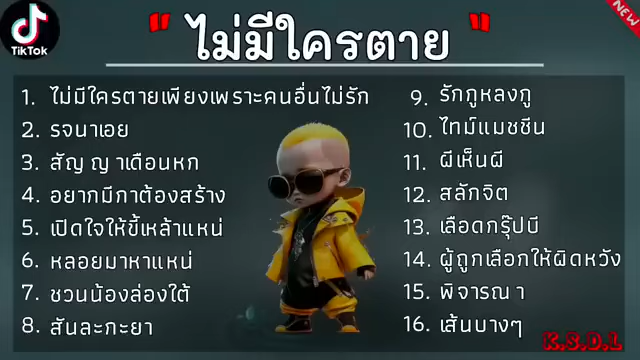 TikTok
" ไม่มีใครตาย "
NEW
1. ไม่มีใครตายเพียงเพราะคนอื่นไม่รัก
2. รจนาเอย
3. สัญ ญ าเดือนหก
4. อยากมีกาต้องสร้าง
5. เปิดใจให้ขี้เหล้าแหน่
6. หลอยมาหาแหน่
7. ชวนน้องล่องใต้
8. สันละกะยา
9. รักกูหลงกู
10. ไทม์แมชชีน
11. ผีเห็นผี
12. สลักจิต
13. เลือดกรุ๊ปบี
14. ผู้ถูกเลือกให้ผิดหวัง
15. พิจารณ า
16. เส้นบางๆ
K.S.D.L